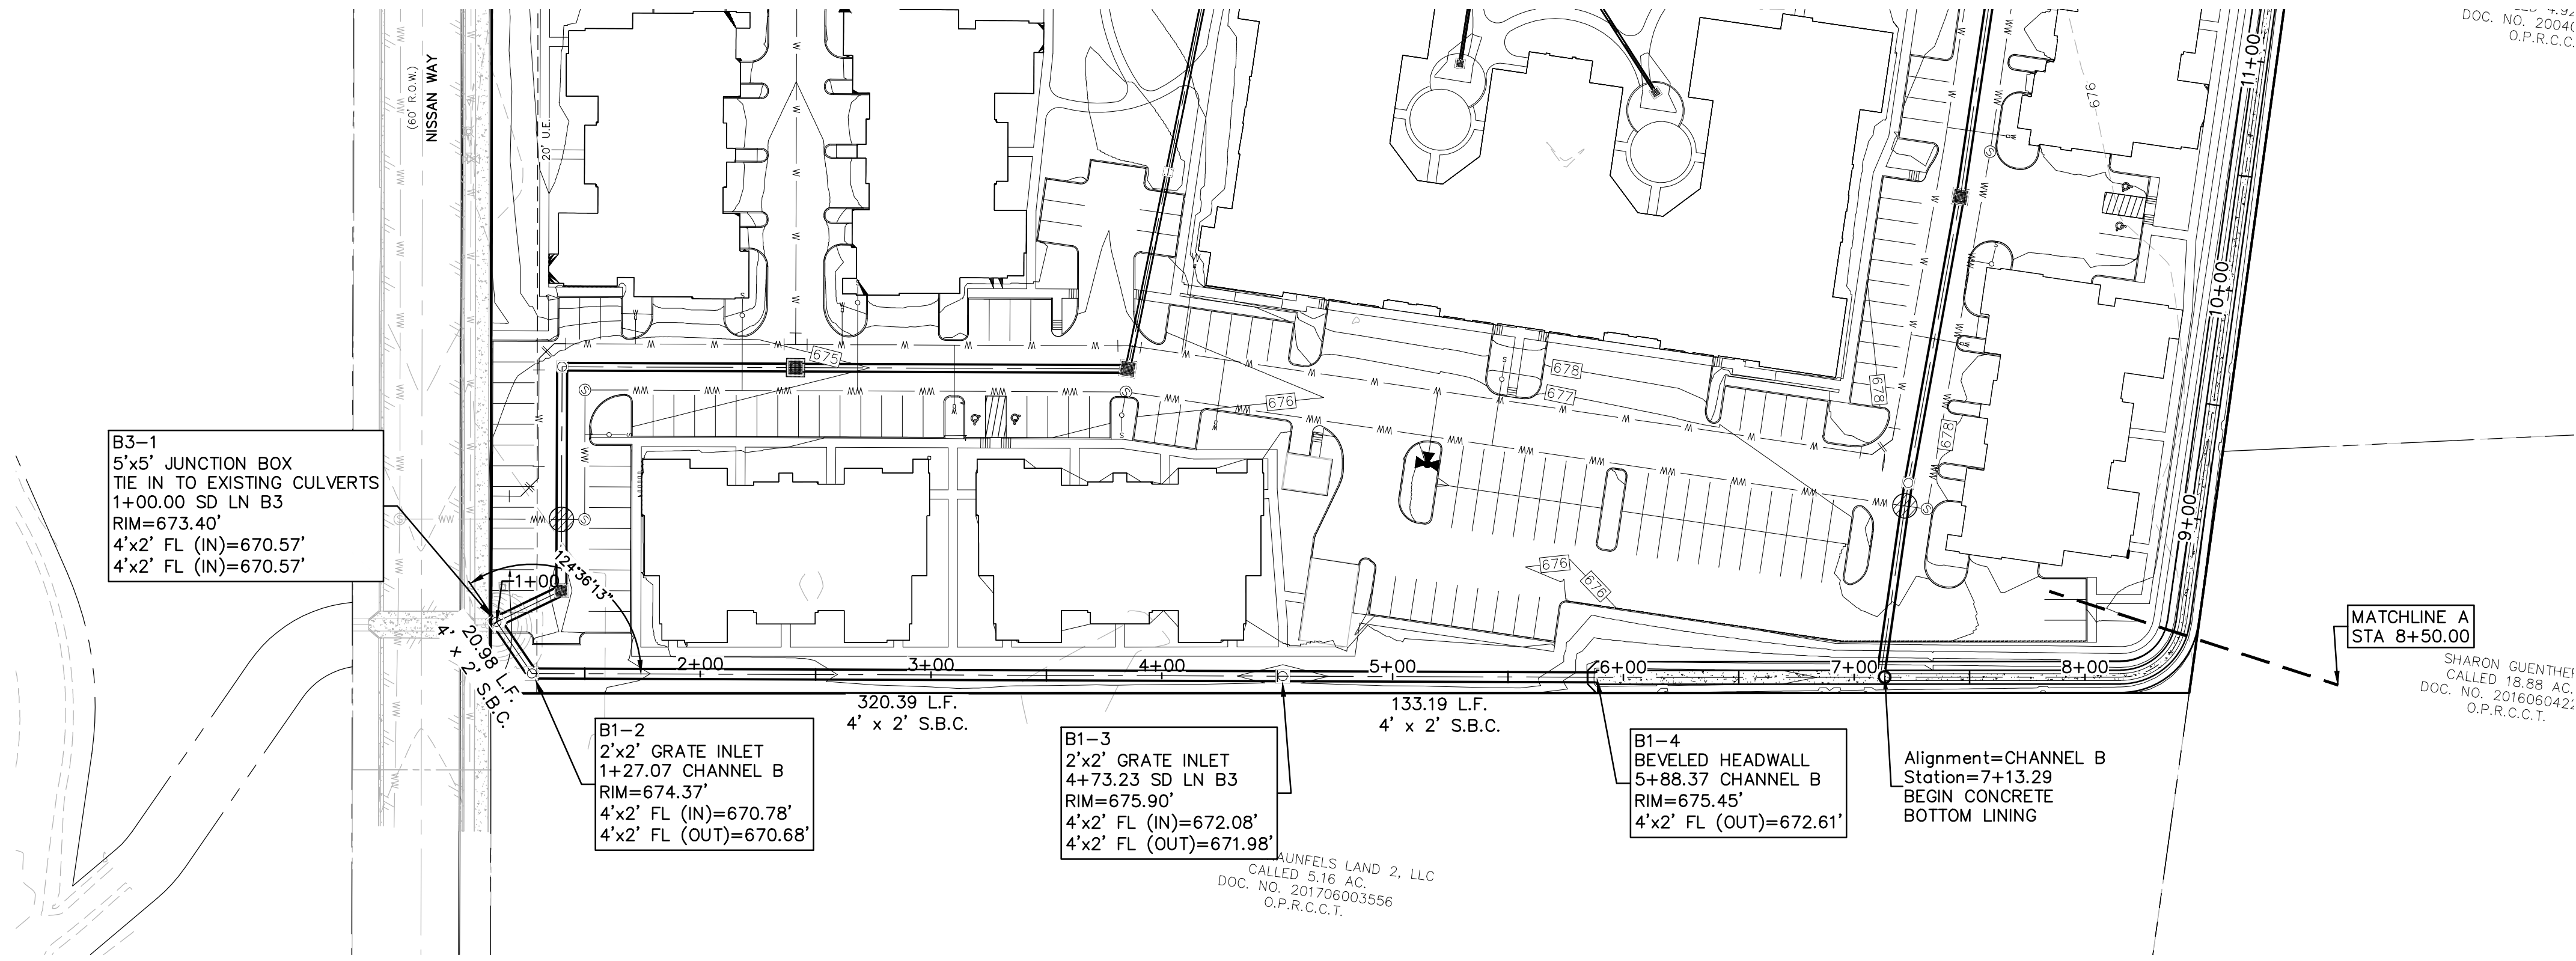 DOC. NO. 2004
O.P.R.C.C.
(60' R.O.W.)
NISSAN WAY
20' U.E.
11+00
676
10+00
675
678
677
676
678
678
9+00
676
676
B3-1
5'x5' JUNCTION BOX
TIE IN TO EXISTING CULVERTS
1+00.00 SD LN B3
RIM=673.40'
4'x2' FL (IN)=670.57'
4'x2' FL (IN)=670.57'
124°36'13"
1+00
20.98 L.F.
4' x 2' S.B.C.
2+00
3+00
4+00
5+00
6+00
7+00
8+00
320.39 L.F.
4' x 2' S.B.C.
133.19 L.F.
4' x 2' S.B.C.
MATCHLINE A
STA 8+50.00
SHARON GUENTHER
CALLED 18.88 AC.
DOC. NO. 201606042
O.P.R.C.C.T.
B1-2
2'x2' GRATE INLET
1+27.07 CHANNEL B
RIM=674.37'
4'x2' FL (IN)=670.78'
4'x2' FL (OUT)=670.68'
B1-3
2'x2' GRATE INLET
4+73.23 SD LN B3
RIM=675.90'
4'x2' FL (IN)=672.08'
4'x2' FL (OUT)=671.98'
B1-4
BEVELED HEADWALL
5+88.37 CHANNEL B
RIM=675.45'
4'x2' FL (OUT)=672.61'
Alignment=CHANNEL B
Station=7+13.29
BEGIN CONCRETE
BOTTOM LINING
AUNFELS LAND 2, LLC
CALLED 5.16 AC.
DOC. NO. 201706003556
O.P.R.C.C.T.